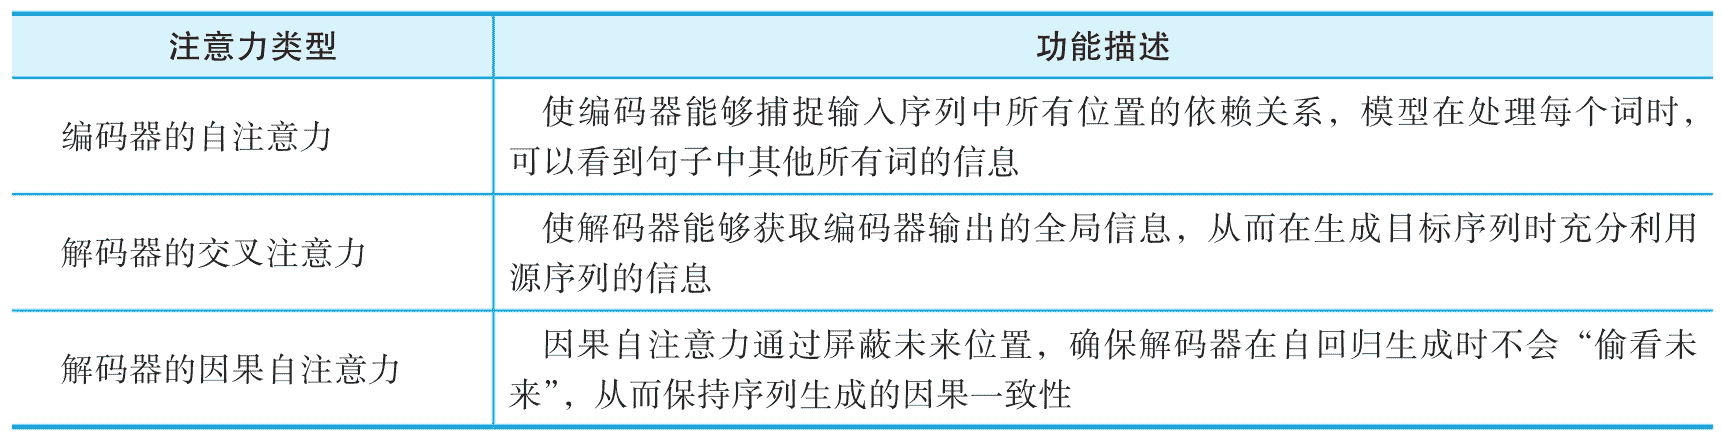 注意力类型
功能描述
编码器的自注意力
使编码器能够捕捉输入序列中所有位置的依赖关系，模型在处理每个词时，
可以看到句子中其他所有词的信息
解码器的交叉注意力
使解码器能够获取编码器输出的全局信息，从而在生成目标序列时充分利用
源序列的信息
解码器的因果自注意力
因果自注意力通过屏蔽未来位置，确保解码器在自回归生成时不会“偷看未
来”，从而保持序列生成的因果一致性